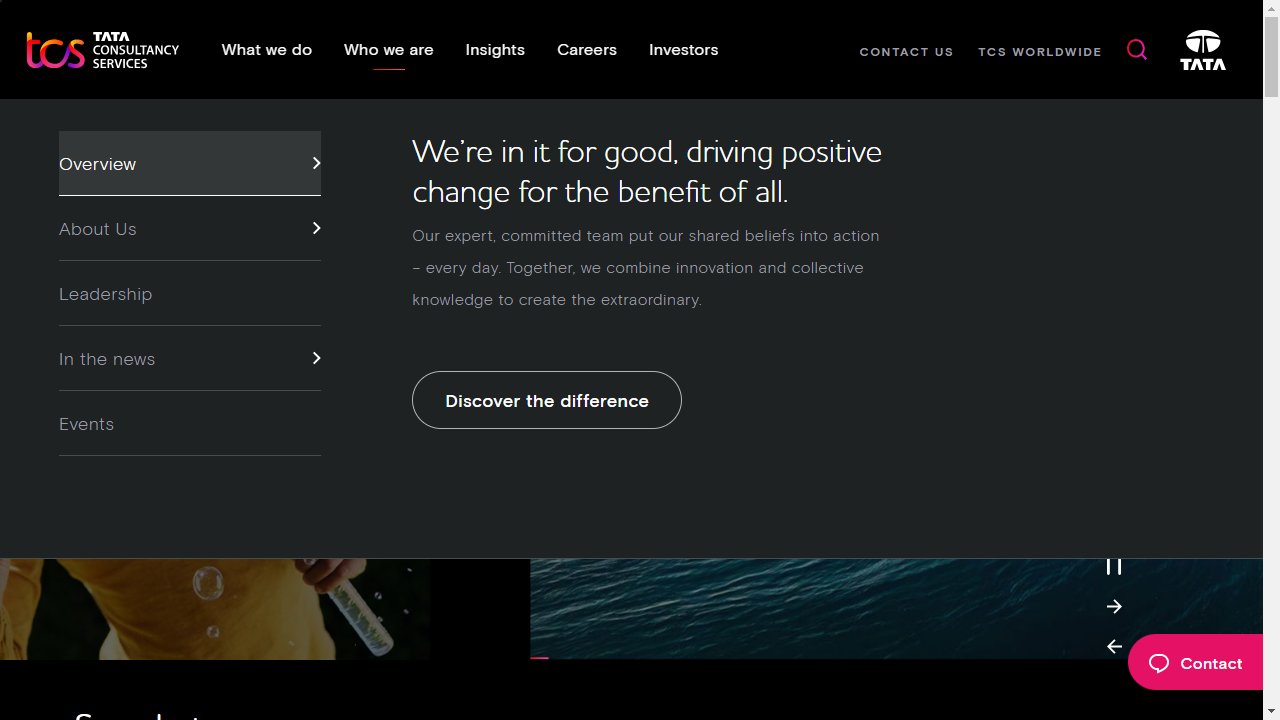 tcs TATA
CONSULTANCY
SERVICES
What we do
Who we are
Insights
Careers
Investors
CONTACT US
TCS WORLDWIDE
TATA
Overview
About Us
Leadership
In the news
Events
We're in it for good, driving positive
change for the benefit of all.
Our expert, committed team put our shared beliefs into action
– every day. Together, we combine innovation and collective
knowledge to create the extraordinary.
Discover the difference
Contact